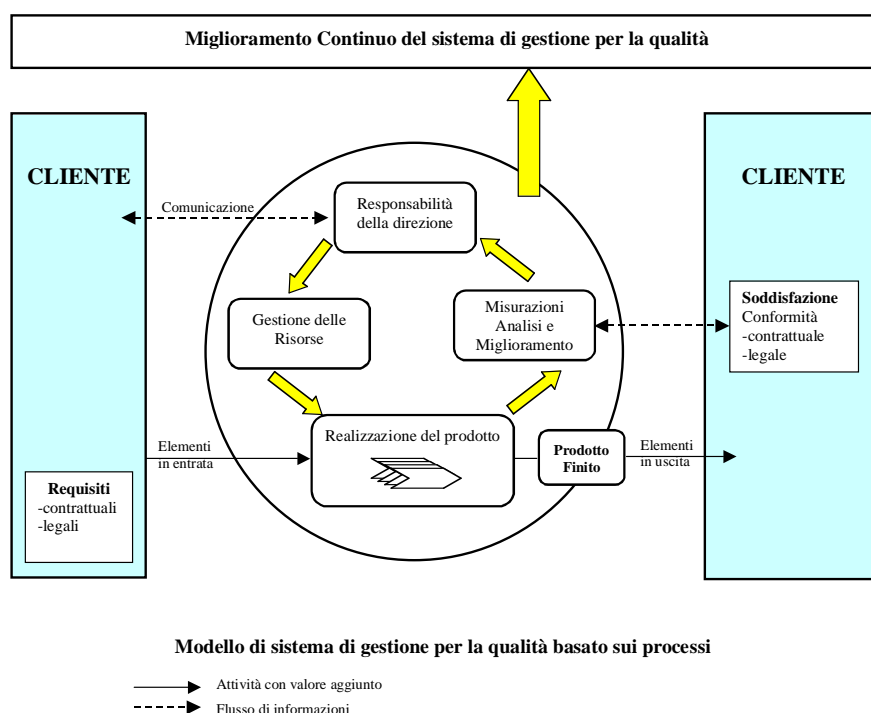 Miglioramento Continuo del sistema di gestione per la qualità
CLIENTE
CLIENTE
Comunicazione
Responsabilità
della direzione
Gestione delle
Risorse
Misurazioni
Analisi e
Miglioramento
Soddisfazione
Conformità
-contrattuale
-legale
Realizzazione del prodotto
Elementi
in entrata
Prodotto
Finito
Elementi
in uscita
Requisiti
-contrattuali
-legali
Modello di sistema di gestione per la qualità basato sui processi
Attività con valore aggiunto
Flusso di informazioni